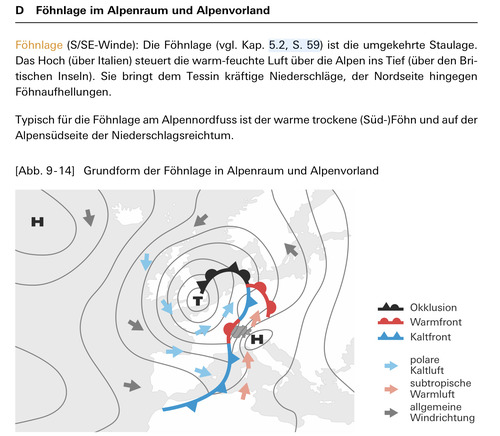 D Föhnlage im Alpenraum und Alpenvorland
Föhnlage (S/SE-Winde): Die Föhnlage (vgl. Kap. 5.2, S. 59) ist die umgekehrte Staulage.
Das Hoch (über Italien) steuert die warm-feuchte Luft über die Alpen ins Tief (über den Bri-
tischen Inseln). Sie bringt dem Tessin kräftige Niederschläge, der Nordseite hingegen
Föhnaufhellungen.
Typisch für die Föhnlage am Alpennordfuss ist der warme trockene (Süd-)Föhn und auf der
Alpensüdseite der Niederschlagsreichtum.
[Abb. 9-14] Grundform der Föhnlage in Alpenraum und Alpenvorland
H
T
H
Okklusion
Warmfront
Kaltfront
polare
Kaltluft
subtropische
Warmluft
allgemeine
Windrichtung